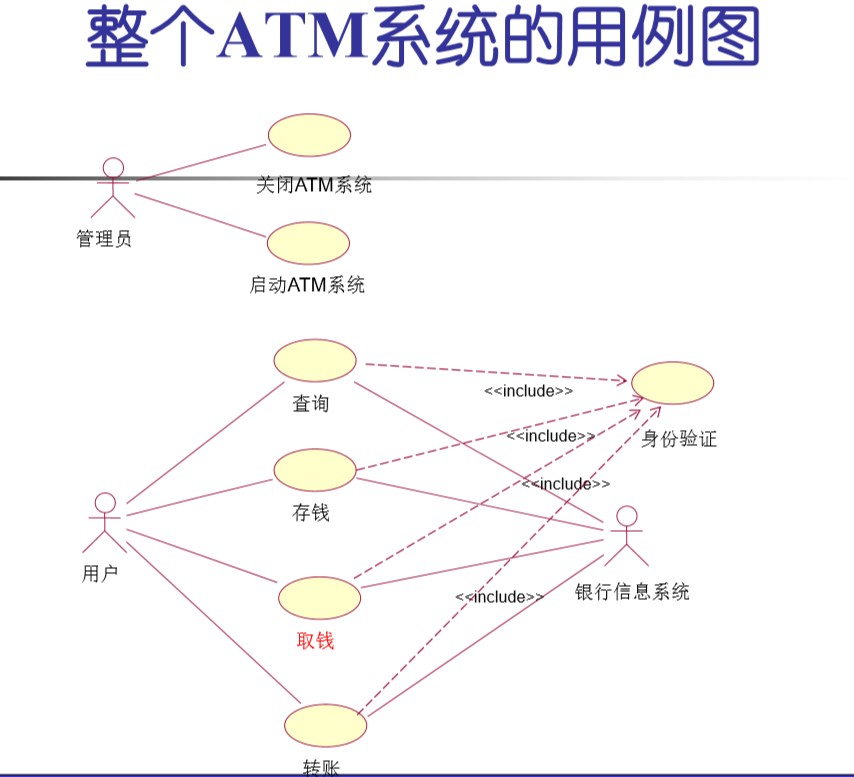 整个ATM系统的用例图
关闭ATM系统
管理员
启动ATM系统
<<include>>
查询
<<include>>
身份验证
<<include>>
存钱
用户
银行信息系统
<<include>>
取钱
转账